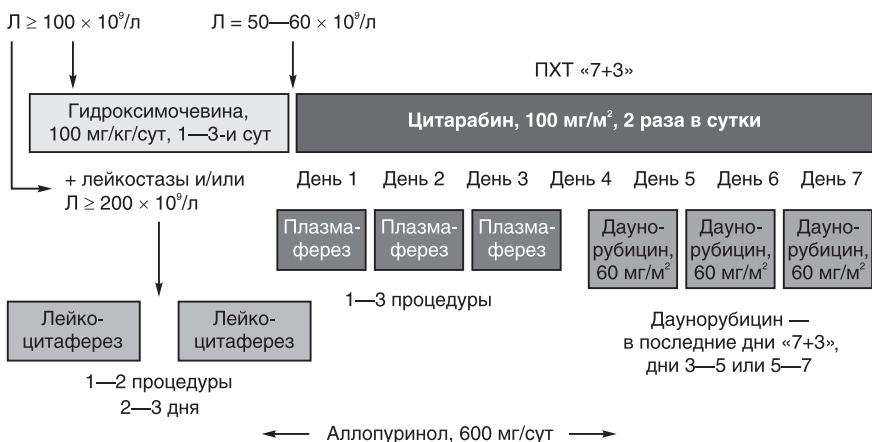 Л ≥ 100 × 10⁹/л
Л = 50—60 × 10⁹/л
ПХТ «7+3»
Гидроксимочевина,
100 мг/кг/сут, 1—3-и сут
Цитарабин, 100 мг/м², 2 раза в сутки
+ лейкостазы и/или
Л ≥ 200 × 10⁹/л
День 1
День 2
День 3
День 4
День 5
День 6
День 7
Плазма-
ферез
Плазма-
ферез
Плазма-
ферез
Дауно-
рубицин,
60 мг/м²
Дауно-
рубицин,
60 мг/м²
Дауно-
рубицин,
60 мг/м²
1—3 процедуры
Лейко-
цитаферез
Лейко-
цитаферез
1—2 процедуры
2—3 дня
Даунорубицин —
в последние дни «7+3»,
дни 3—5 или 5—7
Аллопуринол, 600 мг/сут